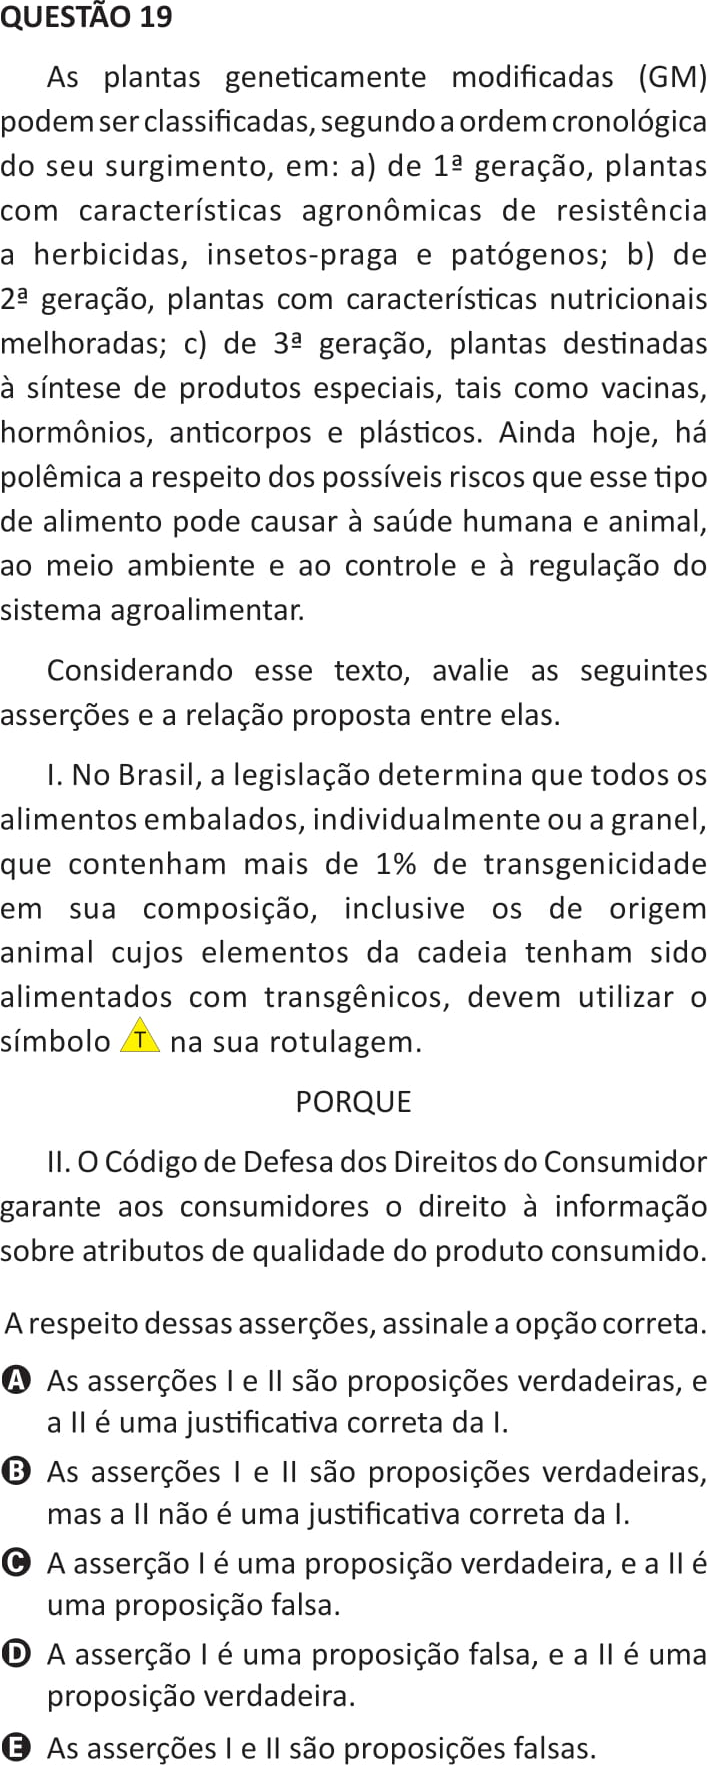 QUESTÃO 19
As plantas geneticamente modificadas (GM)
podem ser classificadas, segundo a ordem cronológica
do seu surgimento, em: a) de 1ª geração, plantas
com características agronômicas de resistência
a herbicidas, insetos-praga e patógenos; b) de
2ª geração, plantas com características nutricionais
melhoradas; c) de 3ª geração, plantas destinadas
à síntese de produtos especiais, tais como vacinas,
hormônios, anticorpos e plásticos. Ainda hoje, há
polêmica a respeito dos possíveis riscos que esse tipo
de alimento pode causar à saúde humana e animal,
ao meio ambiente e ao controle e à regulação do
sistema agroalimentar.
Considerando esse texto, avalie as seguintes
asserções e a relação proposta entre elas.
I. No Brasil, a legislação determina que todos os
alimentos embalados, individualmente ou a granel,
que contenham mais de 1% de transgenicidade
em sua composição, inclusive os de origem
animal cujos elementos da cadeia tenham sido
alimentados com transgênicos, devem utilizar o
símbolo T na sua rotulagem.
PORQUE
II. O Código de Defesa dos Direitos do Consumidor
garante aos consumidores o direito à informação
sobre atributos de qualidade do produto consumido.
A respeito dessas asserções, assinale a opção correta.
A As asserções I e II são proposições verdadeiras, e
a II é uma justificativa correta da I.
B As asserções I e II são proposições verdadeiras,
mas a II não é uma justificativa correta da I.
C A asserção I é uma proposição verdadeira, e a II é
uma proposição falsa.
D A asserção I é uma proposição falsa, e a II é uma
proposição verdadeira.
E As asserções I e II são proposições falsas.